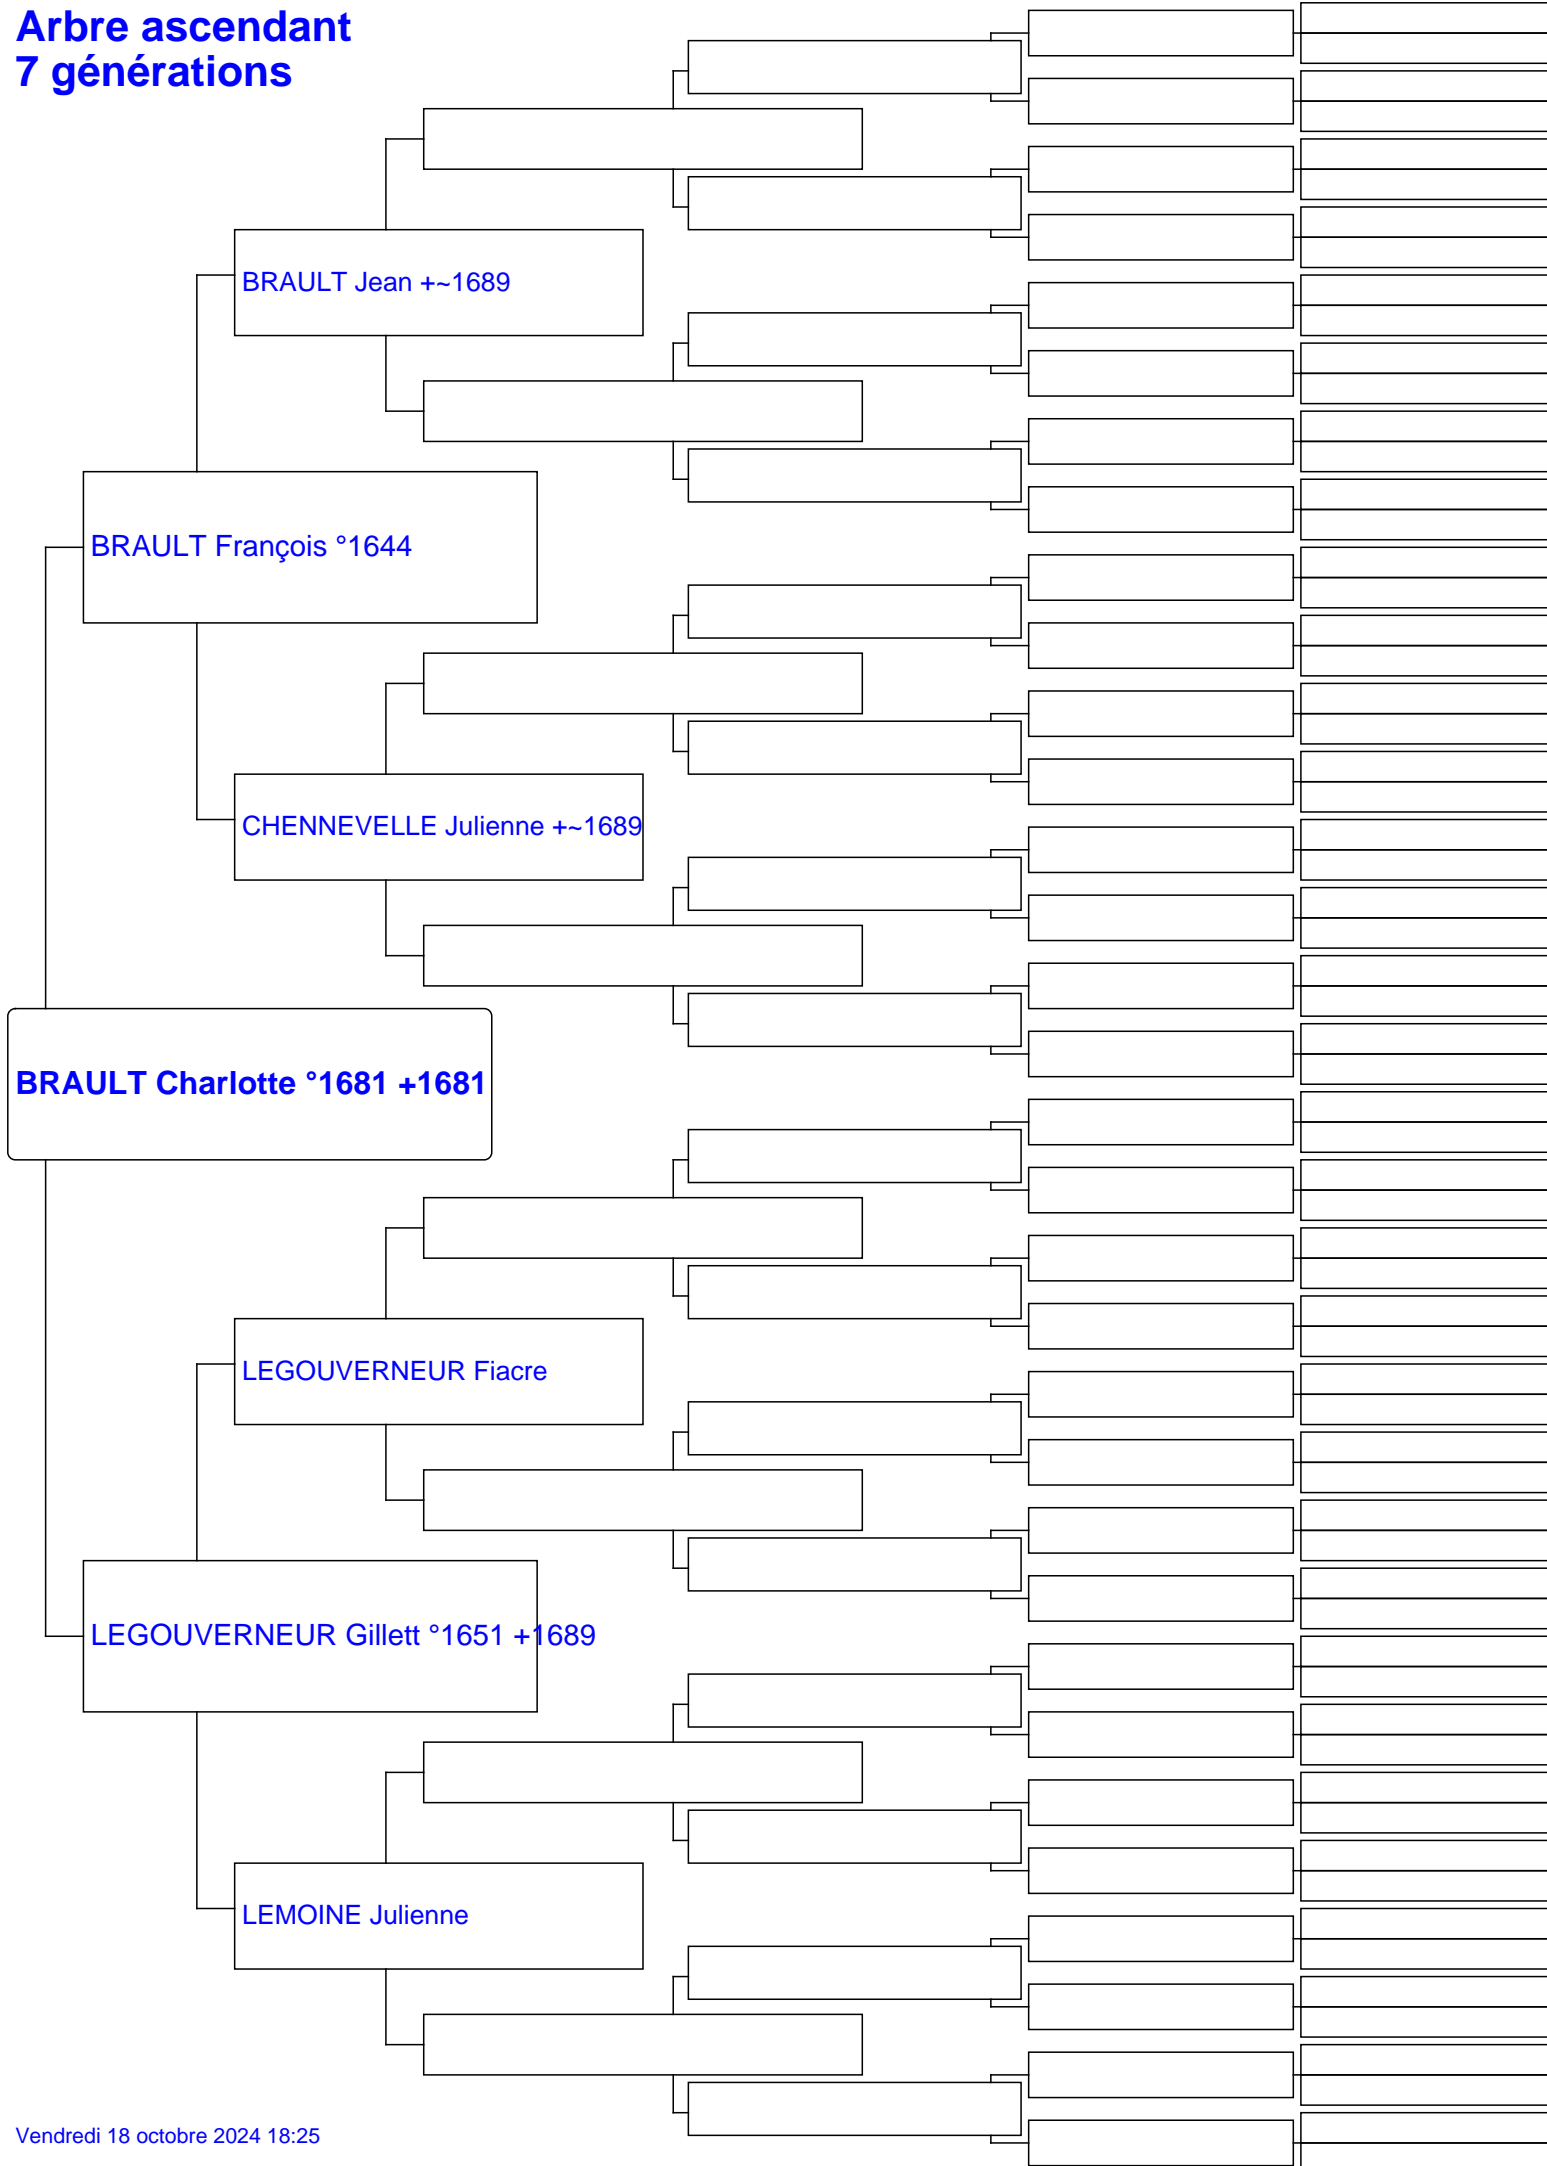 Arbre ascendant
7 générations
BRAULT Jean +~1689
BRAULT François °1644
CHENNEVELLE Julienne +~1689
BRAULT Charlotte °1681 +1681
LEGOUVERNEUR Fiacre
LEGOUVERNEUR Gillett °1651 +1689
LEMOINE Julienne
Vendredi 18 octobre 2024 18:25